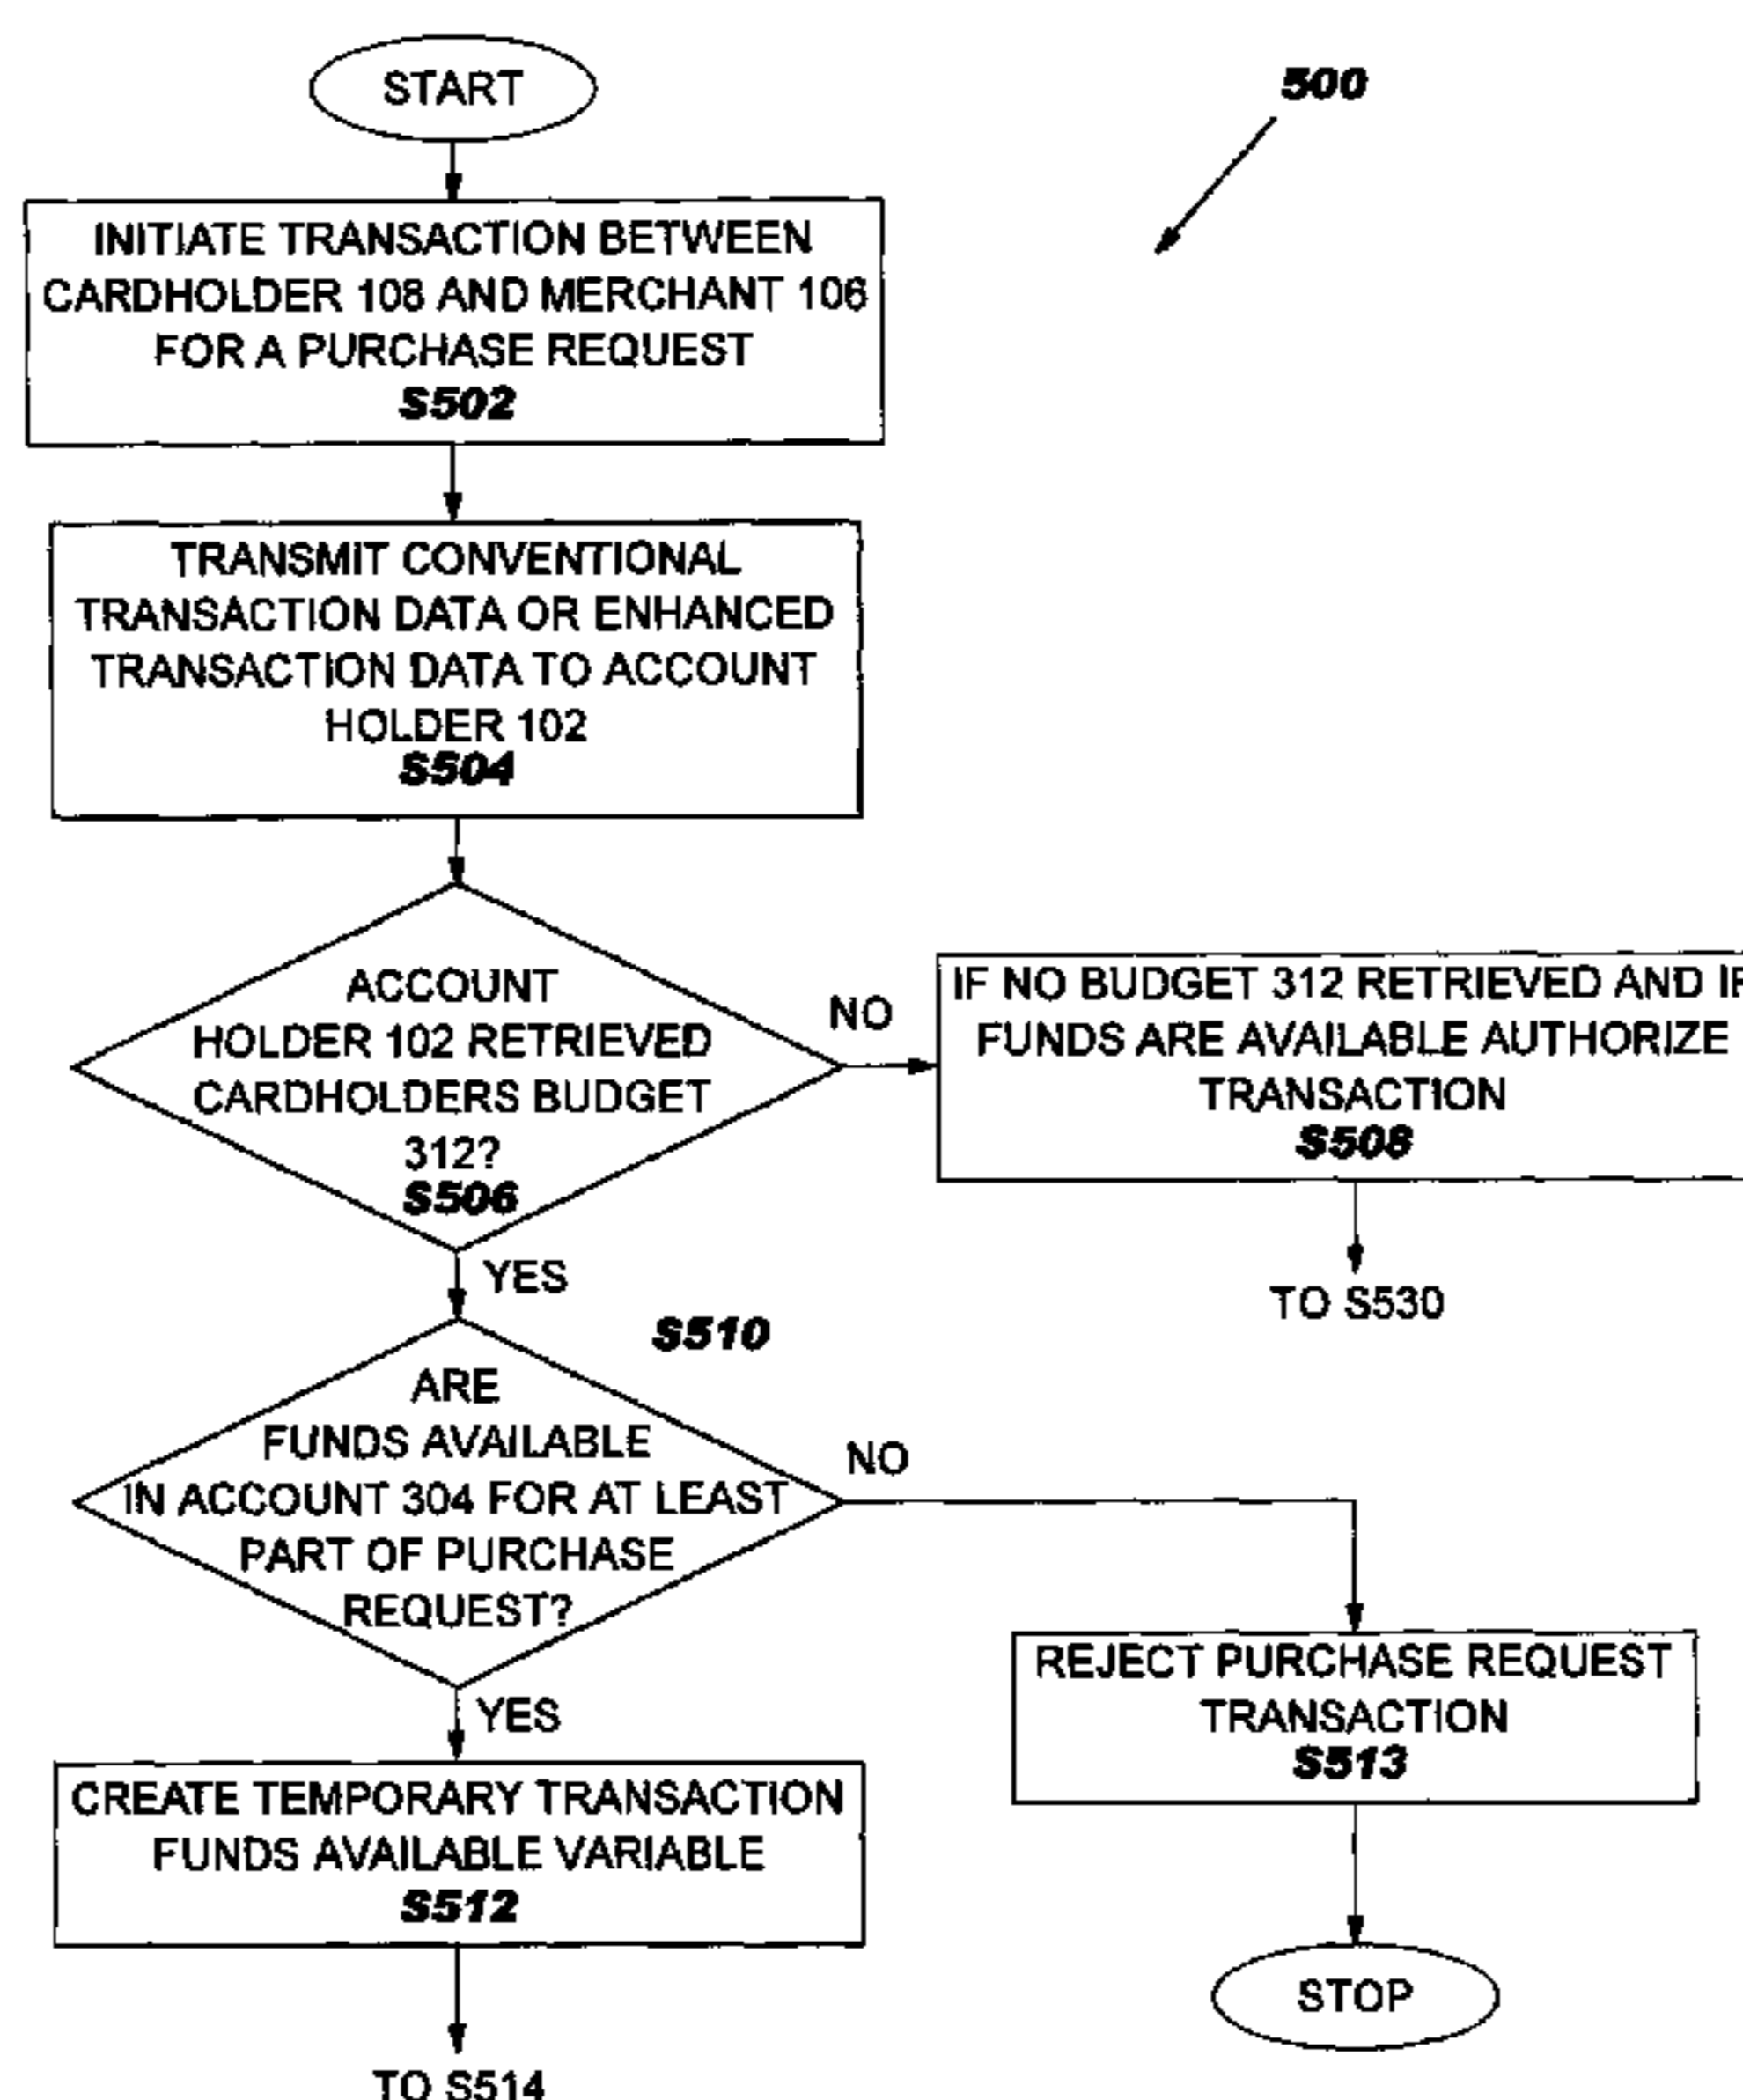 START
500
INITIATE TRANSACTION BETWEEN
CARDHOLDER 108 AND MERCHANT 106
FOR A PURCHASE REQUEST
S502
TRANSMIT CONVENTIONAL
TRANSACTION DATA OR ENHANCED
TRANSACTION DATA TO ACCOUNT
HOLDER 102
S504
ACCOUNT
HOLDER 102 RETRIEVED
CARDHOLDERS BUDGET
312?
S506
NO
IF NO BUDGET 312 RETRIEVED AND IF
FUNDS ARE AVAILABLE AUTHORIZE
TRANSACTION
S508
TO S530
YES
S510
ARE
FUNDS AVAILABLE
IN ACCOUNT 304 FOR AT LEAST
PART OF PURCHASE
REQUEST?
NO
REJECT PURCHASE REQUEST
TRANSACTION
S513
STOP
YES
CREATE TEMPORARY TRANSACTION
FUNDS AVAILABLE VARIABLE
S512
TO S514